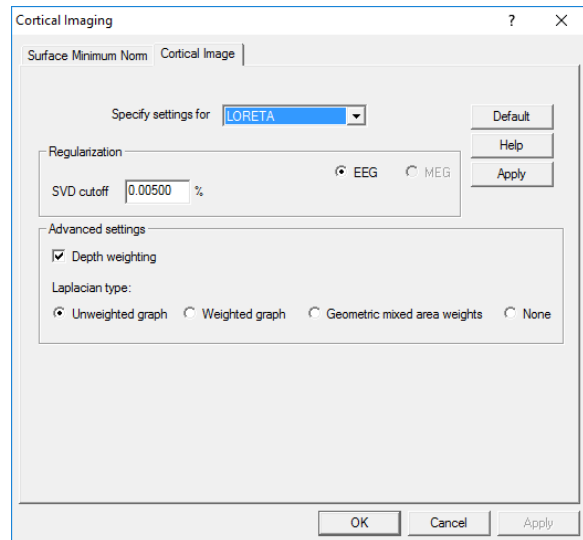 Cortical Imaging ?
Surface Minimum Norm Cortical Image
Specify settings for LORETA Default
Regularization Help
EEG MEG Apply
SVD cutoff 0.00500 %
Advanced settings
Depth weighting
Laplacian type:
Unweighted graph Weighted graph Geometric mixed area weights None
OK Cancel Apply